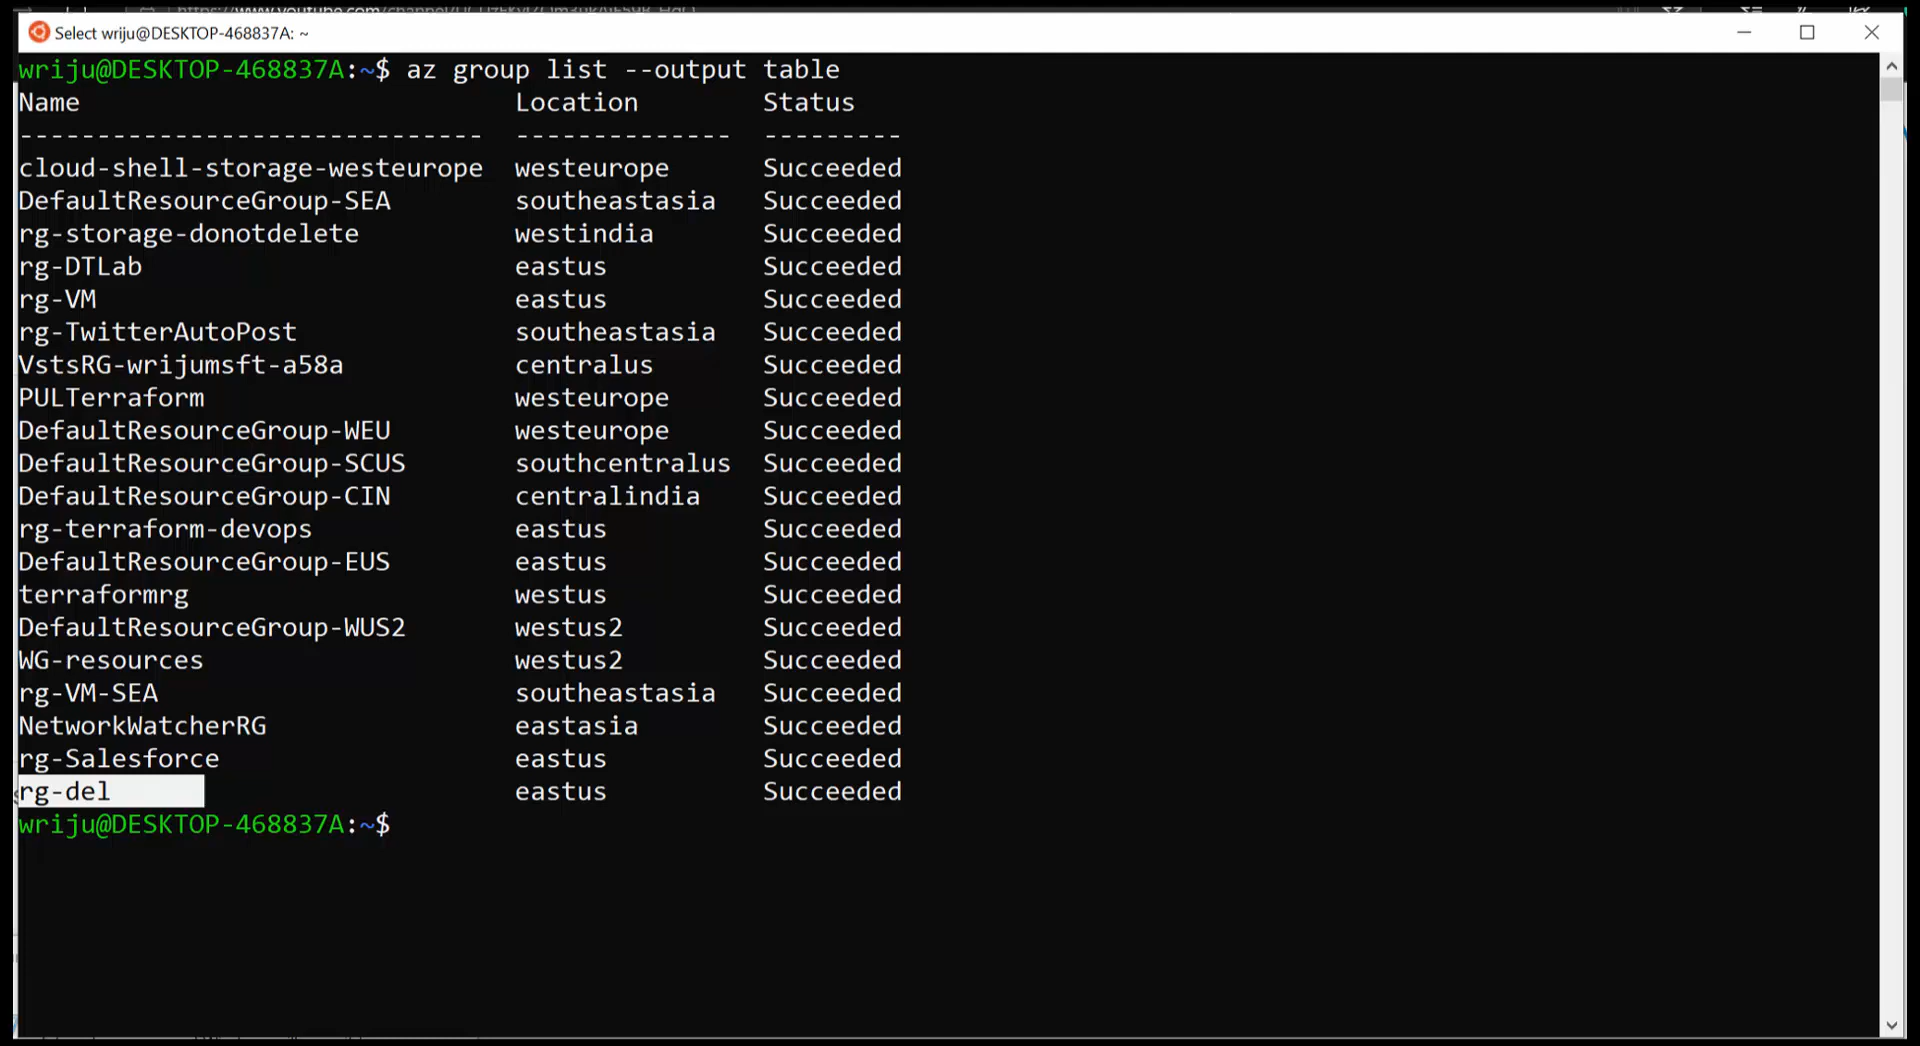 https://www.youtube.com/channel/
Select wriju@DESKTOP-468837A: ~
wriju@DESKTOP-468837A:~$ az group list --output table
Name Location Status
------------------------------ -------------- ---------
cloud-shell-storage-westeurope westeurope Succeeded
DefaultResourceGroup-SEA southeastasia Succeeded
rg-storage-donotdelete westindia Succeeded
rg-DTLab eastus Succeeded
rg-VM eastus Succeeded
rg-TwitterAutoPost southeastasia Succeeded
VstsRG-wrijumsft-a58a centralus Succeeded
PULTerraform westeurope Succeeded
DefaultResourceGroup-WEU westeurope Succeeded
DefaultResourceGroup-SCUS southcentralus Succeeded
DefaultResourceGroup-CIN centralindia Succeeded
rg-terraform-devops eastus Succeeded
DefaultResourceGroup-EUS eastus Succeeded
terraformrg westus Succeeded
DefaultResourceGroup-WUS2 westus2 Succeeded
WG-resources westus2 Succeeded
rg-VM-SEA southeastasia Succeeded
NetworkWatcherRG eastasia Succeeded
rg-Salesforce eastus Succeeded
rg-del eastus Succeeded
wriju@DESKTOP-468837A:~$